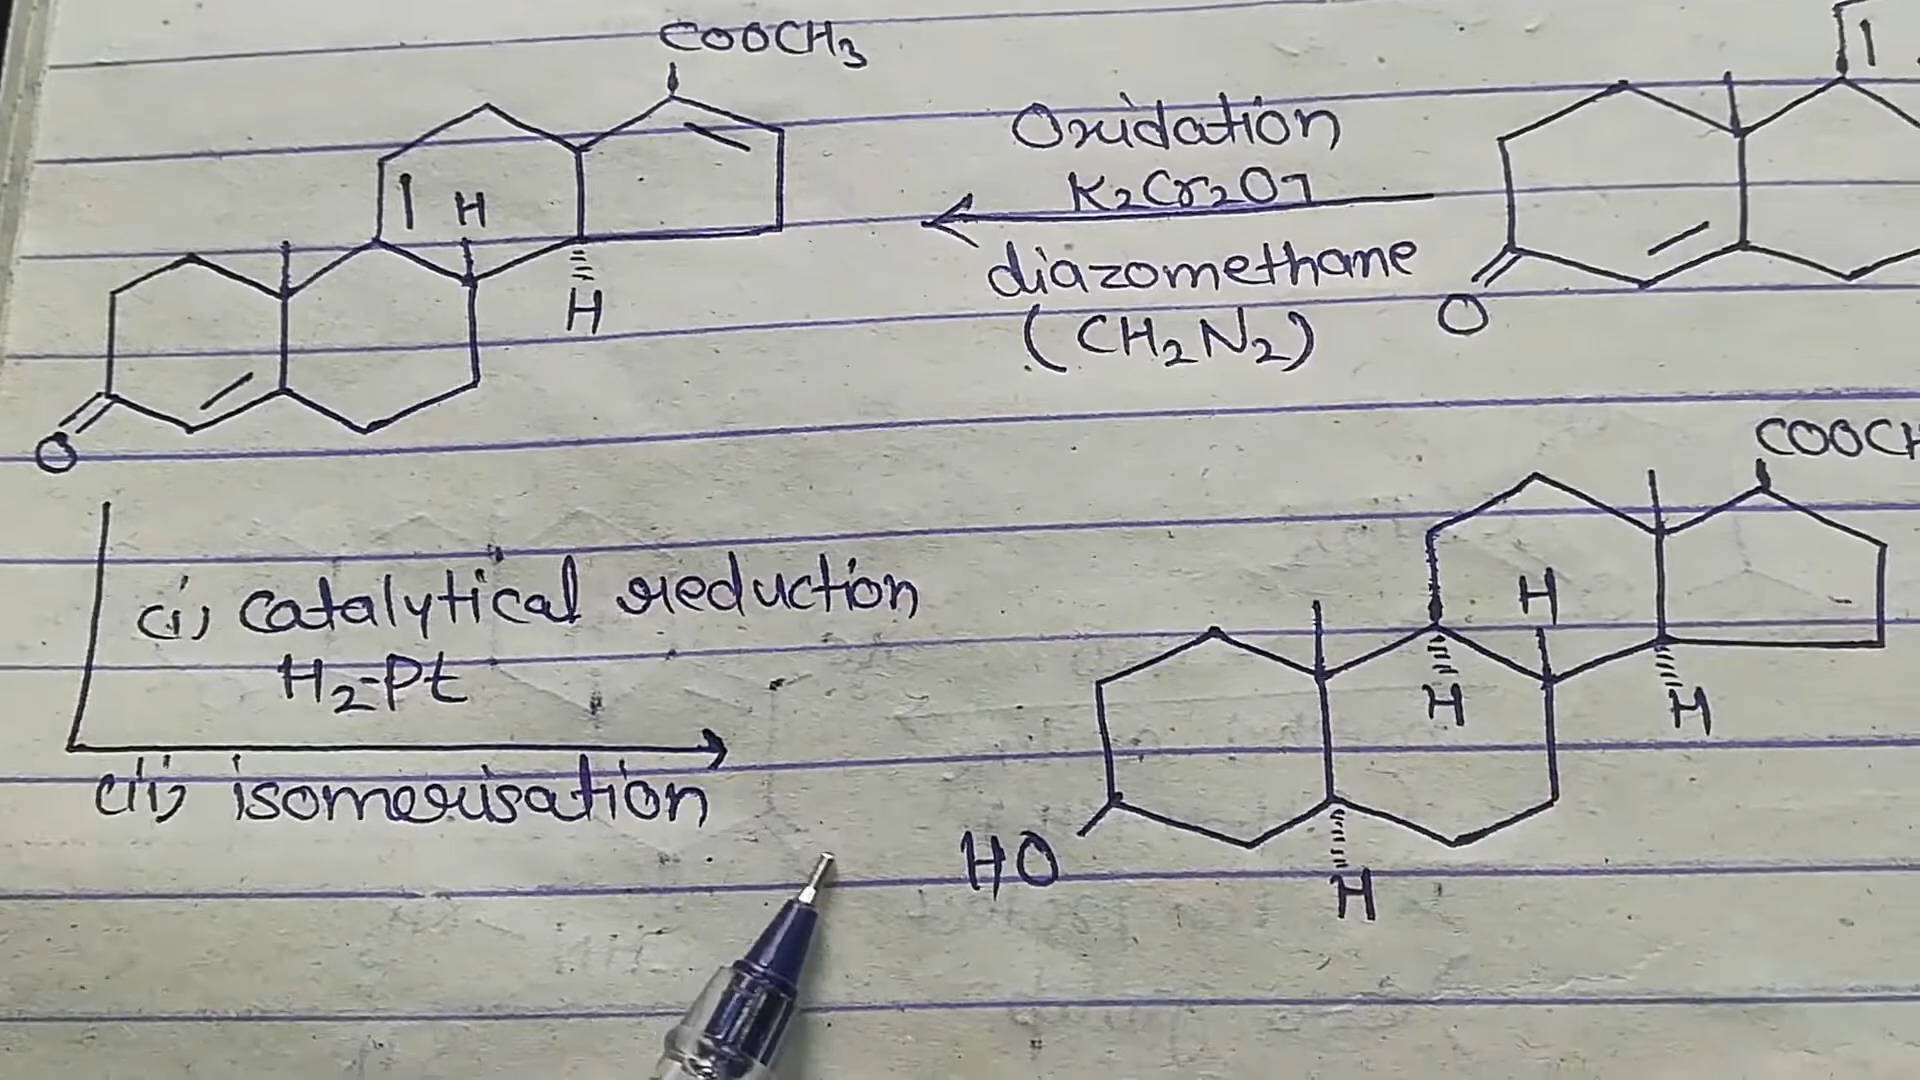 COOCH3
Oxidation
K2Cr2O7
diazomethane
(CH2N2)
H
H
O
O
COOCH
(i) catalytical reduction
H2-Pt
(ii) isomerisation
H
H
H
HO
H